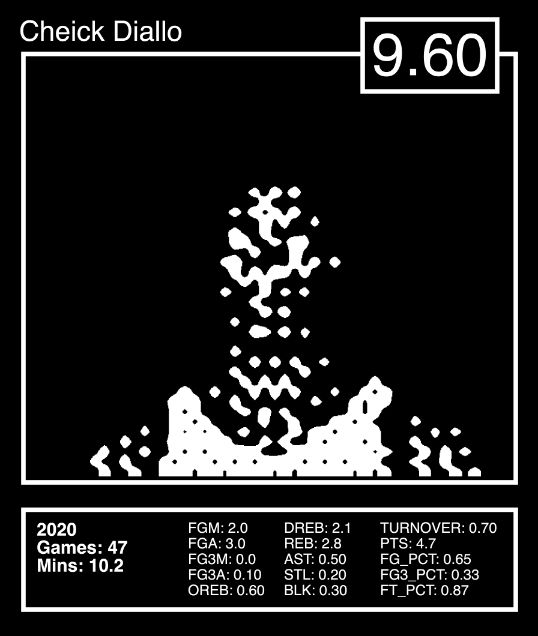 Cheick Diallo
9.60
2020
Games: 47
Mins: 10.2
FGM: 2.0
FGA: 3.0
FG3M: 0.0
FG3A: 0.10
OREB: 0.60
DREB: 2.1
REB: 2.8
AST: 0.50
STL: 0.20
BLK: 0.30
TURNOVER: 0.70
PTS: 4.7
FG_PCT: 0.65
FG3_PCT: 0.33
FT_PCT: 0.87